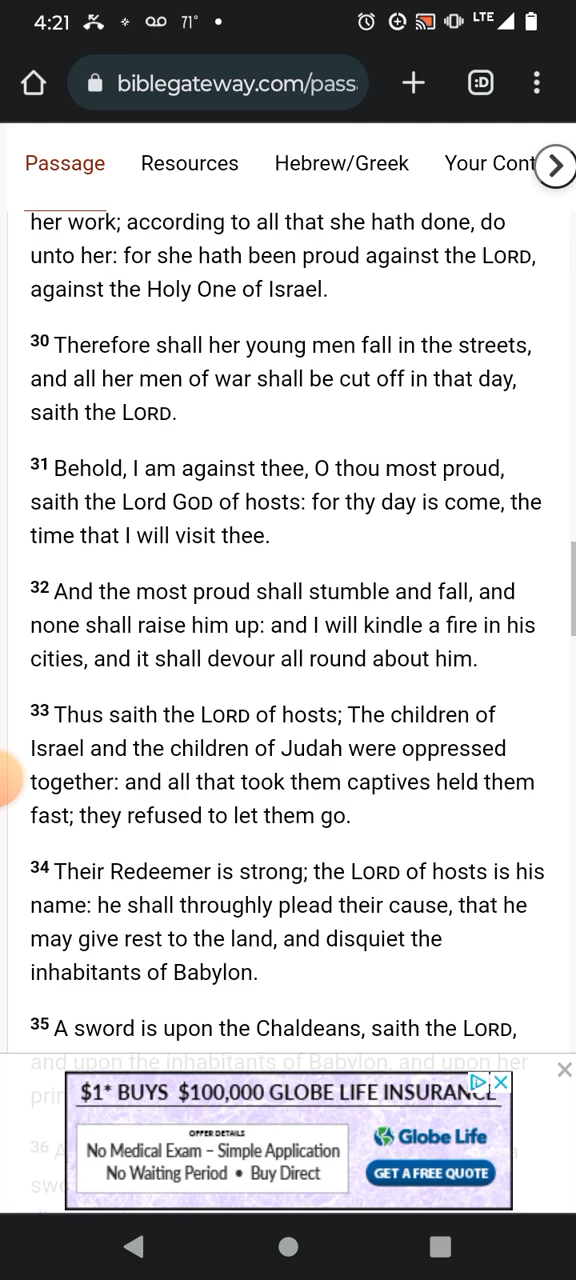 4:21 71° LTE
biblegateway.com/pass
:D
Passage Resources Hebrew/Greek Your Cont
her work; according to all that she hath done, do
unto her: for she hath been proud against the LORD,
against the Holy One of Israel.
30 Therefore shall her young men fall in the streets,
and all her men of war shall be cut off in that day,
saith the LORD.
31 Behold, I am against thee, O thou most proud,
saith the Lord GOD of hosts: for thy day is come, the
time that I will visit thee.
32 And the most proud shall stumble and fall, and
none shall raise him up: and I will kindle a fire in his
cities, and it shall devour all round about him.
33 Thus saith the LORD of hosts; The children of
Israel and the children of Judah were oppressed
together: and all that took them captives held them
fast; they refused to let them go.
34 Their Redeemer is strong; the LORD of hosts is his
name: he shall throughly plead their cause, that he
may give rest to the land, and disquiet the
inhabitants of Babylon.
35 A sword is upon the Chaldeans, saith the LORD,
and upon the inhabitants of Babylon, and upon her
pri
36 A
swo
$1* BUYS $100,000 GLOBE LIFE INSURANCE
OFFER DETAILS
No Medical Exam – Simple Application
No Waiting Period • Buy Direct
Globe Life
GET A FREE QUOTE